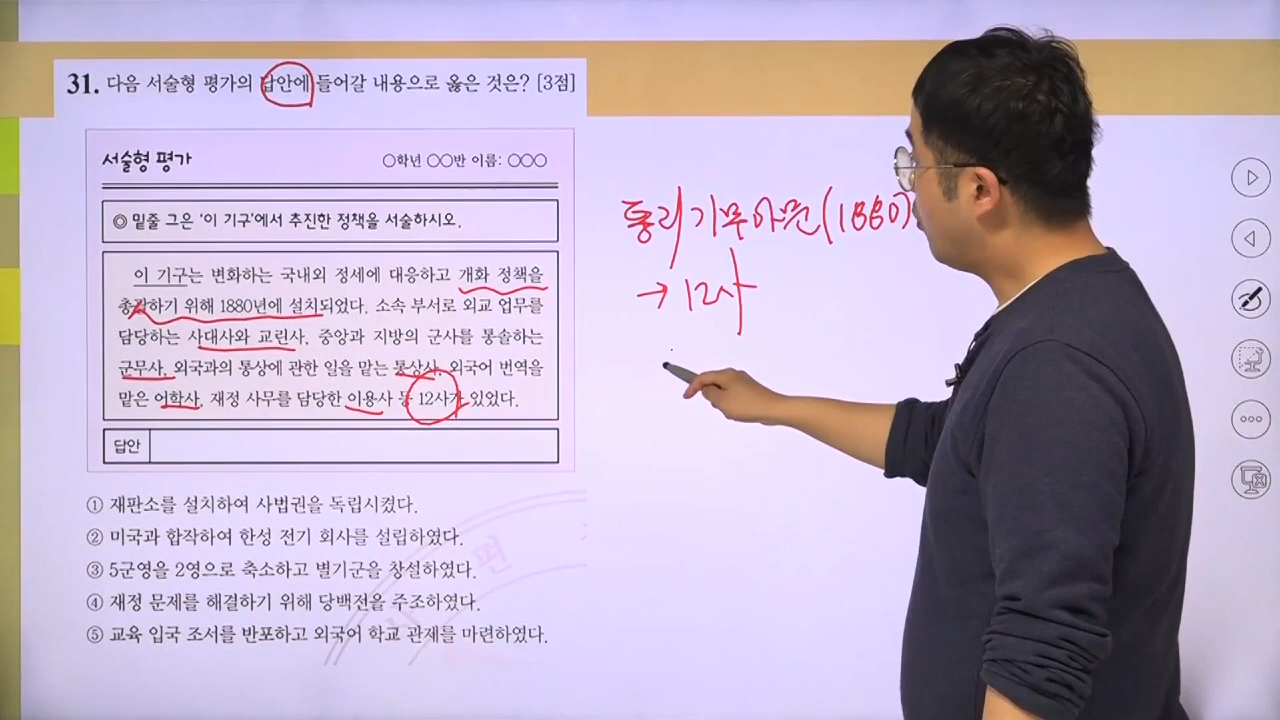 31. 다음 서술형 평가의 답안에 들어갈 내용으로 옳은 것은? [3점]
서술형 평가
○학년 ○○반 이름: ○○○
◎ 밑줄 그은 '이 기구'에서 추진한 정책을 서술하시오.
이 기구는 변화하는 국내외 정세에 대응하고 개화 정책을
총괄하기 위해 1880년에 설치되었다. 소속 부서로 외교 업무를
담당하는 사대사와 교린사, 중앙과 지방의 군사를 통솔하는
군무사, 외국과의 통상에 관한 일을 맡는 통상사, 외국어 번역을
맡은 어학사, 재정 사무를 담당한 이용사 등 12사가 있었다.
답안
① 재판소를 설치하여 사법권을 독립시켰다.
② 미국과 합작하여 한성 전기 회사를 설립하였다.
③ 5군영을 2영으로 축소하고 별기군을 창설하였다.
④ 재정 문제를 해결하기 위해 당백전을 주조하였다.
⑤ 교육 입국 조서를 반포하고 외국어 학교 관제를 마련하였다.
통리기무아문(1880)
→ 12사